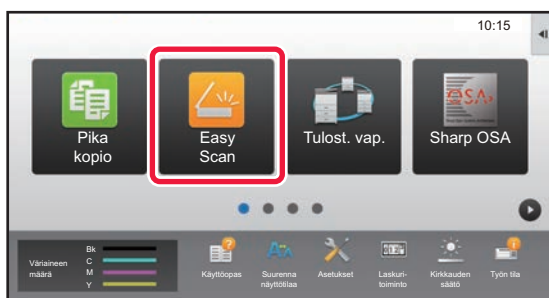 10:15
Pika
kopio
Easy
Scan
Tulost. vap.
Sharp OSA
Väriaineen
määrä
Bk
C
M
Y
Käyttöopas
Suurenna
näyttötilaa
Asetukset
Laskuri-
toiminto
Kirkkauden
säätö
Työn tila